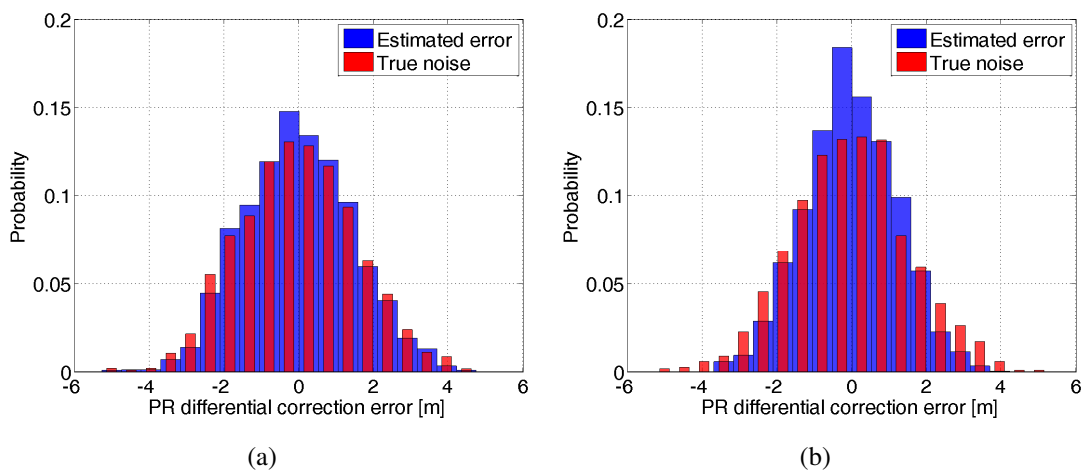 0.2
0.15
0.1
0.05
0
Probability
Estimated error
True noise
-6 -4 -2 0 2 4 6
PR differential correction error [m]
(a)
0.2
0.15
0.1
0.05
0
Probability
Estimated error
True noise
-6 -4 -2 0 2 4 6
PR differential correction error [m]
(b)